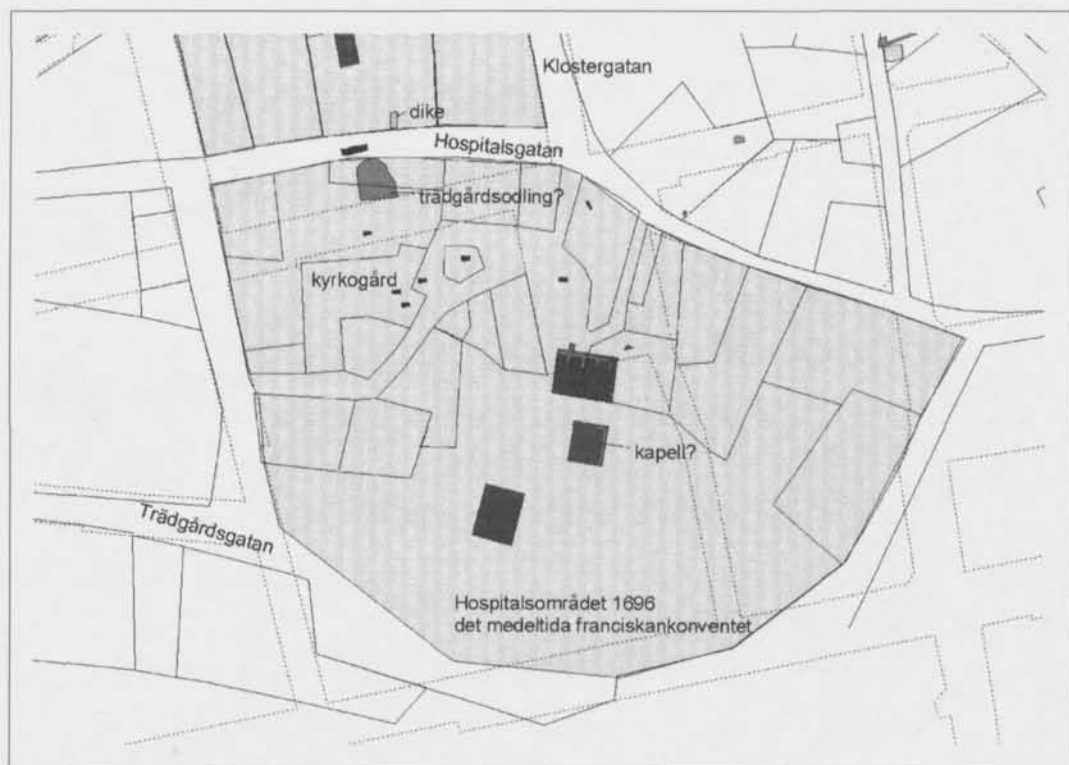 Klostergatan
dike
Hospitalsgatan
trädgårdsodling?
kyrkogård
kapell?
Trädgårdsgatan
Hospitalsområdet 1696
det medeltida franciskankonventet